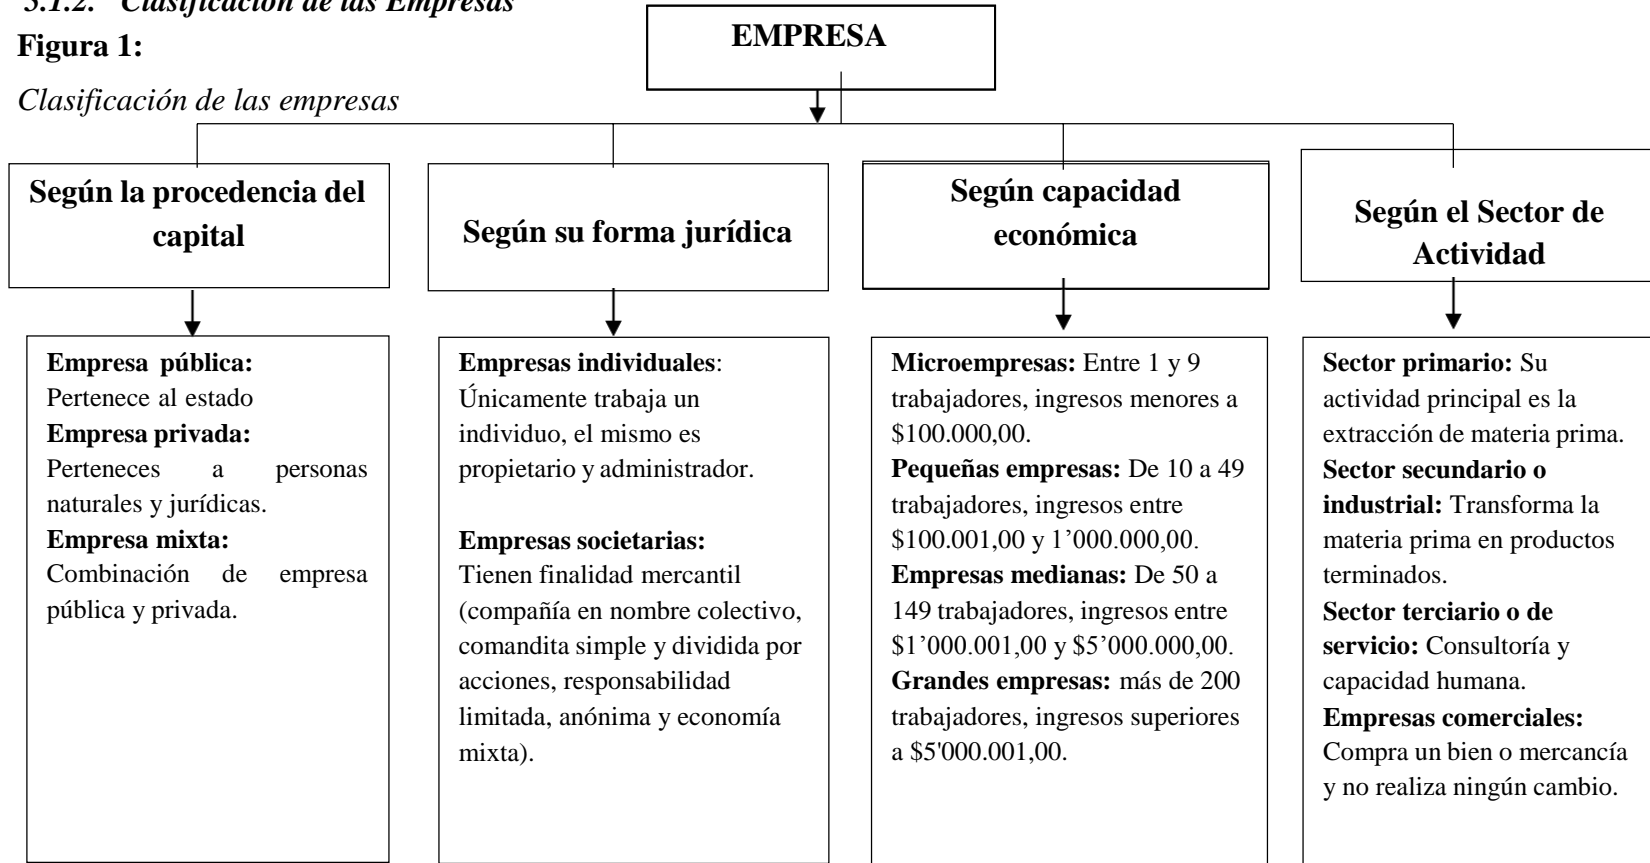 5.1.2. Clasificación de las Empresas
Figura 1:
Clasificación de las empresas
EMPRESA
Según la procedencia del
capital
Empresa pública:
Pertenece al estado
Empresa privada:
Perteneces a personas
naturales y jurídicas.
Empresa mixta:
Combinación de empresa
pública y privada.
Según su forma jurídica
Empresas individuales:
Únicamente trabaja un
individuo, el mismo es
propietario y administrador.
Empresas societarias:
Tienen finalidad mercantil
(compañía en nombre colectivo,
comandita simple y dividida por
acciones, responsabilidad
limitada, anónima y economía
mixta).
Según capacidad
económica
Microempresas: Entre 1 y 9
trabajadores, ingresos menores a
$100.000,00.
Pequeñas empresas: De 10 a 49
trabajadores, ingresos entre
$100.001,00 y 1’000.000,00.
Empresas medianas: De 50 a
149 trabajadores, ingresos entre
$1’000.001,00 y $5’000.000,00.
Grandes empresas: más de 200
trabajadores, ingresos superiores
a $5'000.001,00.
Según el Sector de
Actividad
Sector primario: Su
actividad principal es la
extracción de materia prima.
Sector secundario o
industrial: Transforma la
materia prima en productos
terminados.
Sector terciario o de
servicio: Consultoría y
capacidad humana.
Empresas comerciales:
Compra un bien o mercancía
y no realiza ningún cambio.